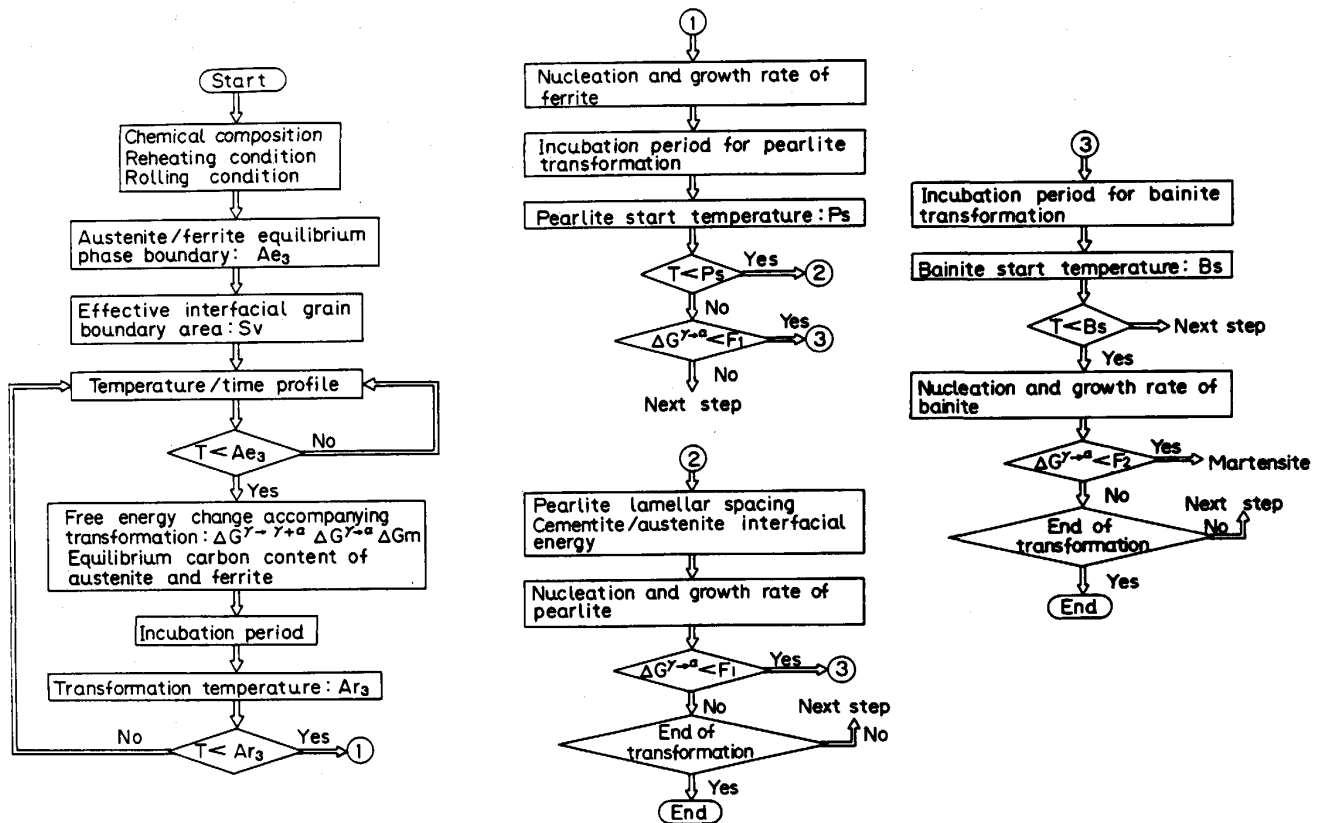 Start
Chemical composition
Reheating condition
Rolling condition
Austenite/ferrite equilibrium
phase boundary: Ae₃
Effective interfacial grain
boundary area: Sv
Temperature/time profile
T < Ae₃
No
Yes
Free energy change accompanying
transformation: ΔG^γ→γ+α ΔG^γ→α ΔGm
Equilibrium carbon content of
austenite and ferrite
Incubation period
Transformation temperature: Ar₃
No
T < Ar₃
Yes
1
1
Nucleation and growth rate of
ferrite
Incubation period for pearlite
transformation
Pearlite start temperature: Ps
T < Ps
Yes
2
No
ΔG^γ→α < F₁
Yes
3
No
Next step
2
Pearlite lamellar spacing
Cementite/austenite interfacial
energy
Nucleation and growth rate of
pearlite
ΔG^γ→α < F₁
Yes
3
No
Next step
End of
transformation
No
Yes
End
3
Incubation period for bainite
transformation
Bainite start temperature: Bs
T < Bs
Next step
Yes
Nucleation and growth rate of
bainite
ΔG^γ→α < F₂
Yes
Martensite
No
Next step
End of
transformation
No
Yes
End